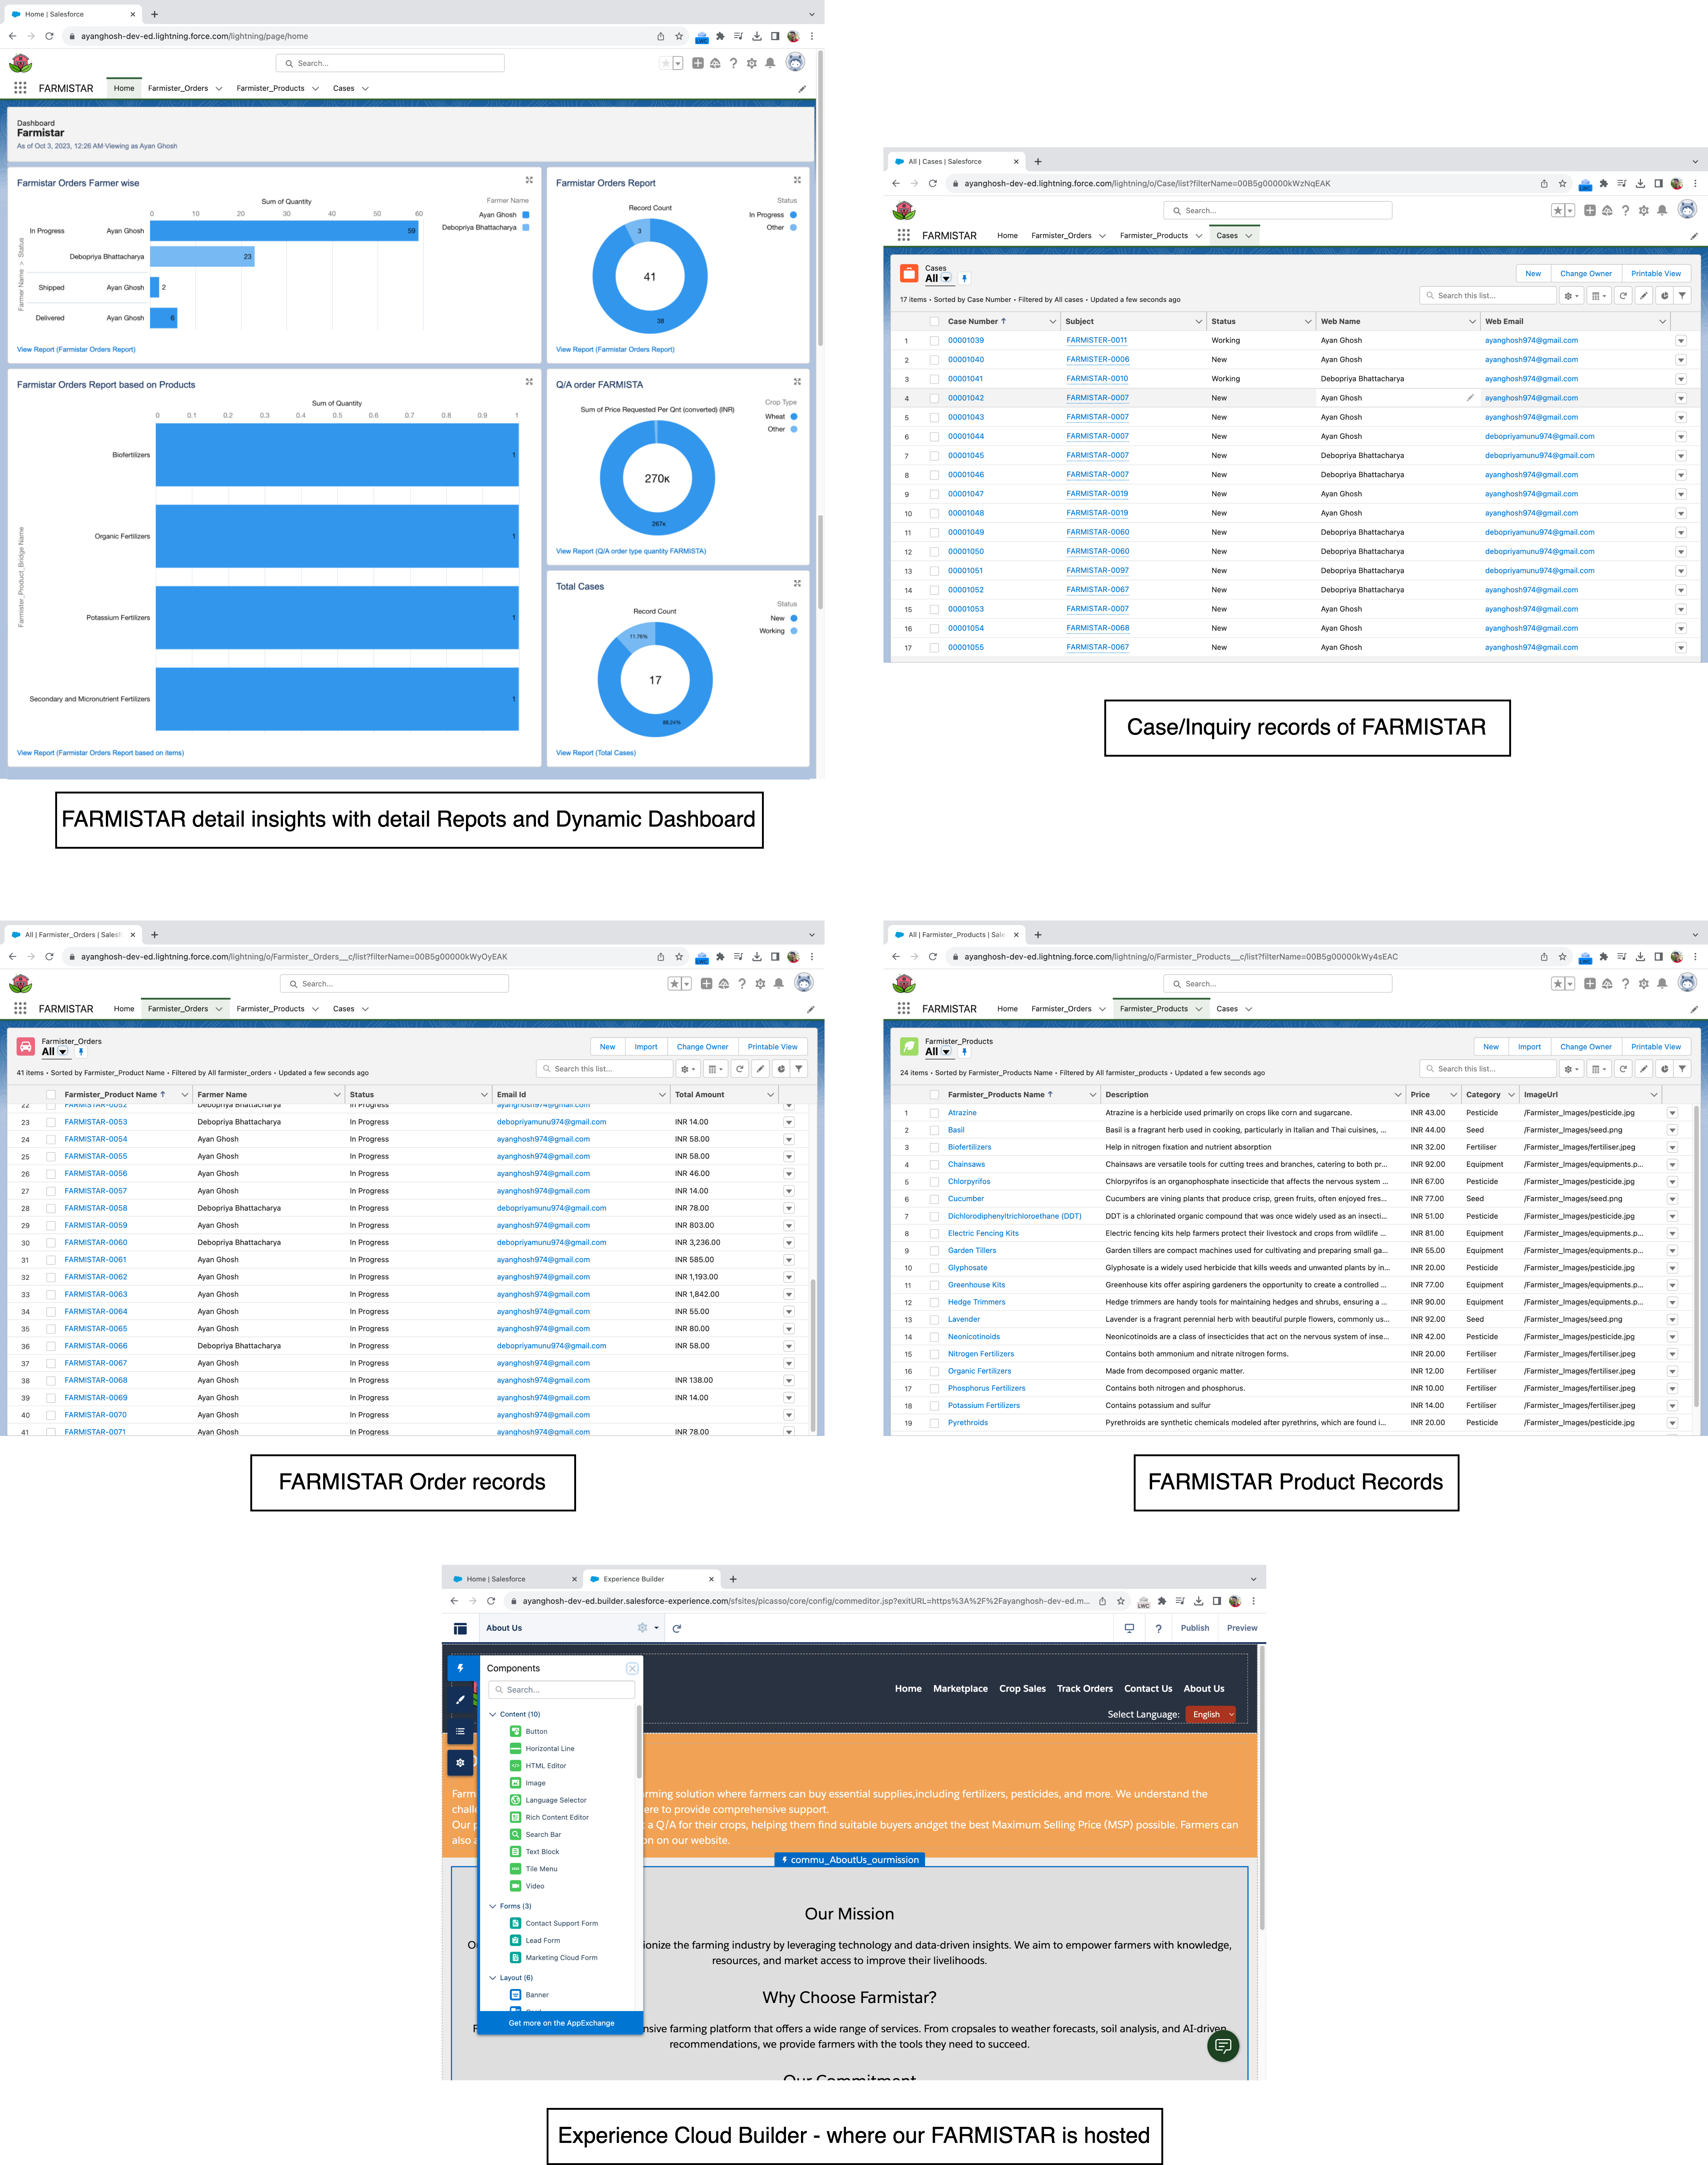 Home | Salesforce
ayanghosh-dev-ed.lightning.force.com/lightning/page/home
Search...
FARMISTAR Home Farmister_Orders Farmister_Products Cases
Dashboard
Farmistar
As of Oct 3, 2023, 12:26 AM·Viewing as Ayan Ghosh
Farmistar Orders Farmer wise
Sum of Quantity
0 10 20 30 40 50 60
Farmer Name > Status
In Progress Ayan Ghosh 59
Debopriya Bhattacharya 23
Shipped Ayan Ghosh 2
Delivered Ayan Ghosh 6
Farmer Name
Ayan Ghosh
Debopriya Bhattacharya
View Report (Farmistar Orders Report)
Farmistar Orders Report
Record Count
Status
In Progress
Other
3
41
38
View Report (Farmistar Orders Report)
Farmistar Orders Report based on Products
Sum of Quantity
0 0.1 0.2 0.3 0.4 0.5 0.6 0.7 0.8 0.9 1
Farmister_Product_Bridge Name
Biofertilizers 1
Organic Fertilizers 1
Potassium Fertilizers 1
Secondary and Micronutrient Fertilizers 1
View Report (Farmistar Orders Report based on items)
Q/A order FARMISTA
Sum of Price Requested Per Qnt (converted) (INR)
Crop Type
Wheat
Other
270K
267K
View Report (Q/A order type quantity FARMISTA)
Total Cases
Record Count
Status
New
Working
11.76%
17
88.24%
View Report (Total Cases)
FARMISTAR detail insights with detail Repots and Dynamic Dashboard
All | Cases | Salesforce
ayanghosh-dev-ed.lightning.force.com/lightning/o/Case/list?filterName=00B5g00000kWzNqEAK
Search...
FARMISTAR Home Farmister_Orders Farmister_Products Cases
Cases
All
New Change Owner Printable View
17 items • Sorted by Case Number • Filtered by All cases • Updated a few seconds ago
Search this list...
Case Number ↑ Subject Status Web Name Web Email
1 00001039 FARMISTER-0011 Working Ayan Ghosh ayanghosh974@gmail.com
2 00001040 FARMISTER-0006 New Ayan Ghosh ayanghosh974@gmail.com
3 00001041 FARMISTAR-0010 Working Debopriya Bhattacharya ayanghosh974@gmail.com
4 00001042 FARMISTAR-0007 New Ayan Ghosh ayanghosh974@gmail.com
5 00001043 FARMISTAR-0007 New Ayan Ghosh ayanghosh974@gmail.com
6 00001044 FARMISTAR-0007 New Ayan Ghosh debopriyamunu974@gmail.com
7 00001045 FARMISTAR-0007 New Debopriya Bhattacharya debopriyamunu974@gmail.com
8 00001046 FARMISTAR-0007 New Debopriya Bhattacharya ayanghosh974@gmail.com
9 00001047 FARMISTAR-0019 New Ayan Ghosh ayanghosh974@gmail.com
10 00001048 FARMISTAR-0019 New Ayan Ghosh ayanghosh974@gmail.com
11 00001049 FARMISTAR-0060 New Debopriya Bhattacharya debopriyamunu974@gmail.com
12 00001050 FARMISTAR-0060 New Debopriya Bhattacharya debopriyamunu974@gmail.com
13 00001051 FARMISTAR-0097 New Debopriya Bhattacharya debopriyamunu974@gmail.com
14 00001052 FARMISTAR-0067 New Debopriya Bhattacharya ayanghosh974@gmail.com
15 00001053 FARMISTAR-0007 New Ayan Ghosh ayanghosh974@gmail.com
16 00001054 FARMISTAR-0068 New Ayan Ghosh ayanghosh974@gmail.com
17 00001055 FARMISTAR-0067 New Ayan Ghosh ayanghosh974@gmail.com
Case/Inquiry records of FARMISTAR
All | Farmister_Orders | Salesf
ayanghosh-dev-ed.lightning.force.com/lightning/o/Farmister_Orders__c/list?filterName=00B5g00000kWyOyEAK
Search...
FARMISTAR Home Farmister_Orders Farmister_Products Cases
Farmister_Orders
All
New Import Change Owner Printable View
41 items • Sorted by Farmister_Product Name • Filtered by All farmister_orders • Updated a few seconds ago
Search this list...
Farmister_Product Name ↑ Farmer Name Status Email Id Total Amount
22 FARMISTAR-0052 Debopriya Bhattacharya In Progress ayanghosh974@gmail.com
23 FARMISTAR-0053 Debopriya Bhattacharya In Progress debopriyamunu974@gmail.com INR 14.00
24 FARMISTAR-0054 Ayan Ghosh In Progress ayanghosh974@gmail.com INR 58.00
25 FARMISTAR-0055 Ayan Ghosh In Progress ayanghosh974@gmail.com INR 58.00
26 FARMISTAR-0056 Ayan Ghosh In Progress ayanghosh974@gmail.com INR 46.00
27 FARMISTAR-0057 Ayan Ghosh In Progress ayanghosh974@gmail.com INR 14.00
28 FARMISTAR-0058 Debopriya Bhattacharya In Progress debopriyamunu974@gmail.com INR 78.00
29 FARMISTAR-0059 Ayan Ghosh In Progress ayanghosh974@gmail.com INR 803.00
30 FARMISTAR-0060 Debopriya Bhattacharya In Progress debopriyamunu974@gmail.com INR 3,236.00
31 FARMISTAR-0061 Ayan Ghosh In Progress ayanghosh974@gmail.com INR 585.00
32 FARMISTAR-0062 Ayan Ghosh In Progress ayanghosh974@gmail.com INR 1,193.00
33 FARMISTAR-0063 Ayan Ghosh In Progress ayanghosh974@gmail.com INR 1,842.00
34 FARMISTAR-0064 Ayan Ghosh In Progress ayanghosh974@gmail.com INR 55.00
35 FARMISTAR-0065 Ayan Ghosh In Progress ayanghosh974@gmail.com INR 80.00
36 FARMISTAR-0066 Debopriya Bhattacharya In Progress debopriyamunu974@gmail.com INR 58.00
37 FARMISTAR-0067 Ayan Ghosh In Progress ayanghosh974@gmail.com
38 FARMISTAR-0068 Ayan Ghosh In Progress ayanghosh974@gmail.com INR 138.00
39 FARMISTAR-0069 Ayan Ghosh In Progress ayanghosh974@gmail.com INR 14.00
40 FARMISTAR-0070 Ayan Ghosh In Progress ayanghosh974@gmail.com
41 FARMISTAR-0071 Ayan Ghosh In Progress ayanghosh974@gmail.com INR 78.00
FARMISTAR Order records
All | Farmister_Products | Sale
ayanghosh-dev-ed.lightning.force.com/lightning/o/Farmister_Products__c/list?filterName=00B5g00000kWy4sEAC
Search...
FARMISTAR Home Farmister_Orders Farmister_Products Cases
Farmister_Products
All
New Import Change Owner Printable View
24 items • Sorted by Farmister_Products Name • Filtered by All farmister_products • Updated a few seconds ago
Search this list...
Farmister_Products Name ↑ Description Price Category ImageUrl
1 Atrazine Atrazine is a herbicide used primarily on crops like corn and sugarcane. INR 43.00 Pesticide /Farmister_Images/pesticide.jpg
2 Basil Basil is a fragrant herb used in cooking, particularly in Italian and Thai cuisines, ... INR 44.00 Seed /Farmister_Images/seed.png
3 Biofertilizers Help in nitrogen fixation and nutrient absorption INR 32.00 Fertiliser /Farmister_Images/fertiliser.jpeg
4 Chainsaws Chainsaws are versatile tools for cutting trees and branches, catering to both pr... INR 92.00 Equipment /Farmister_Images/equipments.p...
5 Chlorpyrifos Chlorpyrifos is an organophosphate insecticide that affects the nervous system ... INR 67.00 Pesticide /Farmister_Images/pesticide.jpg
6 Cucumber Cucumbers are vining plants that produce crisp, green fruits, often enjoyed fres... INR 77.00 Seed /Farmister_Images/seed.png
7 Dichlorodiphenyltrichloroethane (DDT) DDT is a chlorinated organic compound that was once widely used as an insecti... INR 51.00 Pesticide /Farmister_Images/pesticide.jpg
8 Electric Fencing Kits Electric fencing kits help farmers protect their livestock and crops from wildlife ... INR 81.00 Equipment /Farmister_Images/equipments.p...
9 Garden Tillers Garden tillers are compact machines used for cultivating and preparing small ga... INR 55.00 Equipment /Farmister_Images/equipments.p...
10 Glyphosate Glyphosate is a widely used herbicide that kills weeds and unwanted plants by in... INR 20.00 Pesticide /Farmister_Images/pesticide.jpg
11 Greenhouse Kits Greenhouse kits offer aspiring gardeners the opportunity to create a controlled ... INR 77.00 Equipment /Farmister_Images/equipments.p...
12 Hedge Trimmers Hedge trimmers are handy tools for maintaining hedges and shrubs, ensuring a ... INR 90.00 Equipment /Farmister_Images/equipments.p...
13 Lavender Lavender is a fragrant perennial herb with beautiful purple flowers, commonly us... INR 92.00 Seed /Farmister_Images/seed.png
14 Neonicotinoids Neonicotinoids are a class of insecticides that act on the nervous system of inse... INR 42.00 Pesticide /Farmister_Images/pesticide.jpg
15 Nitrogen Fertilizers Contains both ammonium and nitrate nitrogen forms. INR 20.00 Fertiliser /Farmister_Images/fertiliser.jpeg
16 Organic Fertilizers Made from decomposed organic matter. INR 12.00 Fertiliser /Farmister_Images/fertiliser.jpeg
17 Phosphorus Fertilizers Contains both nitrogen and phosphorus. INR 10.00 Fertiliser /Farmister_Images/fertiliser.jpeg
18 Potassium Fertilizers Contains potassium and sulfur INR 14.00 Fertiliser /Farmister_Images/fertiliser.jpeg
19 Pyrethroids Pyrethroids are synthetic chemicals modeled after pyrethrins, which are found i... INR 20.00 Pesticide /Farmister_Images/pesticide.jpg
FARMISTAR Product Records
Home | Salesforce Experience Builder
ayanghosh-dev-ed.builder.salesforce-experience.com/sfsites/picasso/core/config/commeditor.jsp?exitURL=https%3A%2F%2Fayanghosh-dev-ed.m...
About Us Publish Preview
Components
Search...
Content (10)
Button
Horizontal Line
HTML Editor
Image
Language Selector
Rich Content Editor
Search Bar
Text Block
Tile Menu
Video
Forms (3)
Contact Support Form
Lead Form
Marketing Cloud Form
Layout (6)
Banner
Get more on the AppExchange
Home Marketplace Crop Sales Track Orders Contact Us About Us
Select Language: English
Farm rming solution where farmers can buy essential supplies,including fertilizers, pesticides, and more. We understand the
chall ere to provide comprehensive support.
Our p a Q/A for their crops, helping them find suitable buyers andget the best Maximum Selling Price (MSP) possible. Farmers can
also a on on our website.
commu_AboutUs_ourmission
Our Mission
ionize the farming industry by leveraging technology and data-driven insights. We aim to empower farmers with knowledge,
resources, and market access to improve their livelihoods.
Why Choose Farmistar?
nsive farming platform that offers a wide range of services. From cropsales to weather forecasts, soil analysis, and AI-driven
recommendations, we provide farmers with the tools they need to succeed.
Our Commitment
Experience Cloud Builder - where our FARMISTAR is hosted